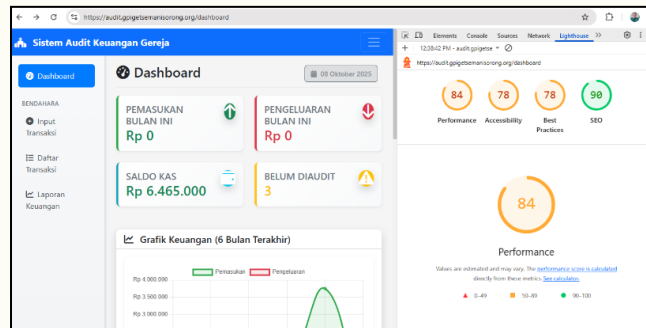 https://audit.gpigetsemanisorong.org/dashboard
Sistem Audit Keuangan Gereja
Dashboard
BENDAHARA
Input
Transaksi
Daftar
Transaksi
Laporan
Keuangan
Dashboard
08 Oktober 2025
PEMASUKAN
BULAN INI
Rp 0
PENGELUARAN
BULAN INI
Rp 0
SALDO KAS
Rp 6.465.000
BELUM DIAUDIT
3
Grafik Keuangan (6 Bulan Terakhir)
Pemasukan Pengeluaran
Rp 4.000.000
Rp 3.500.000
Rp 3.000.000
Elements Console Sources Network Lighthouse
12:38:42 PM - audit.gpigetse
https://audit.gpigetsemanisorong.org/dashboard
84 78 78 90
Performance Accessibility Best Practices SEO
84
Performance
Values are estimated and may vary. The performance score is calculated
directly from these metrics. See calculator.
0–49 50–89 90–100